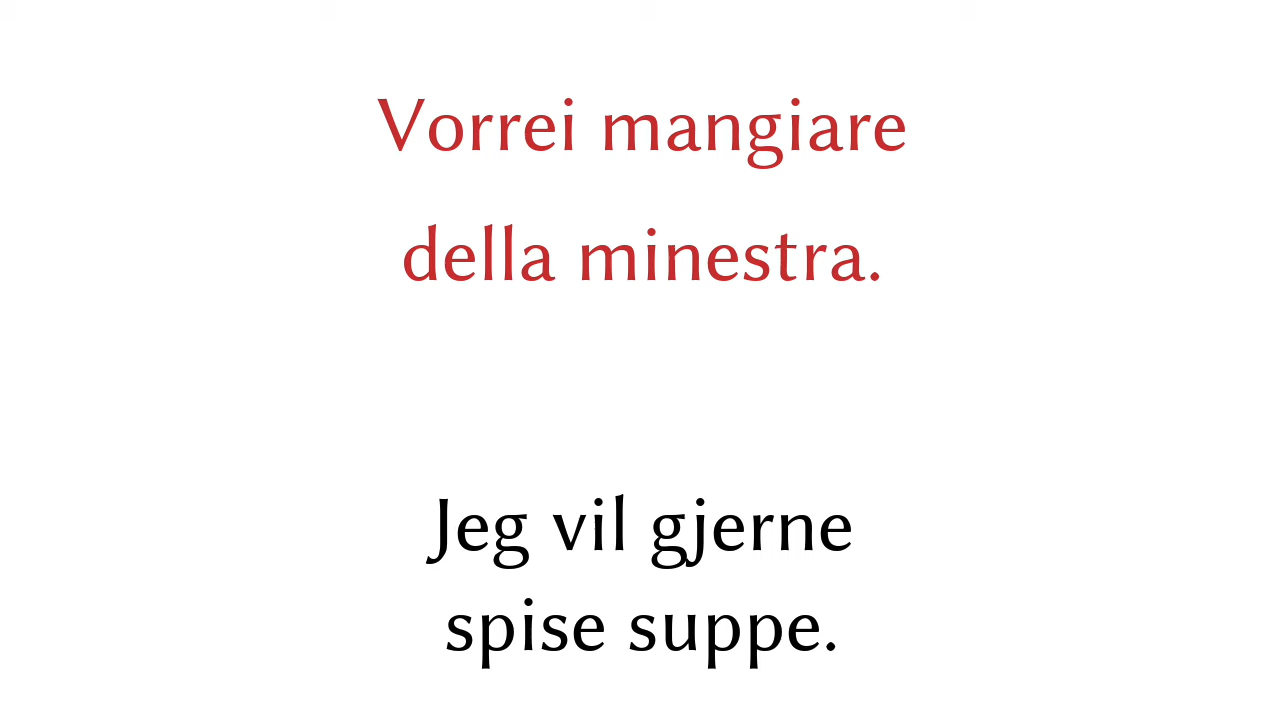 Vorrei mangiare
della minestra.
Jeg vil gjerne
spise suppe.